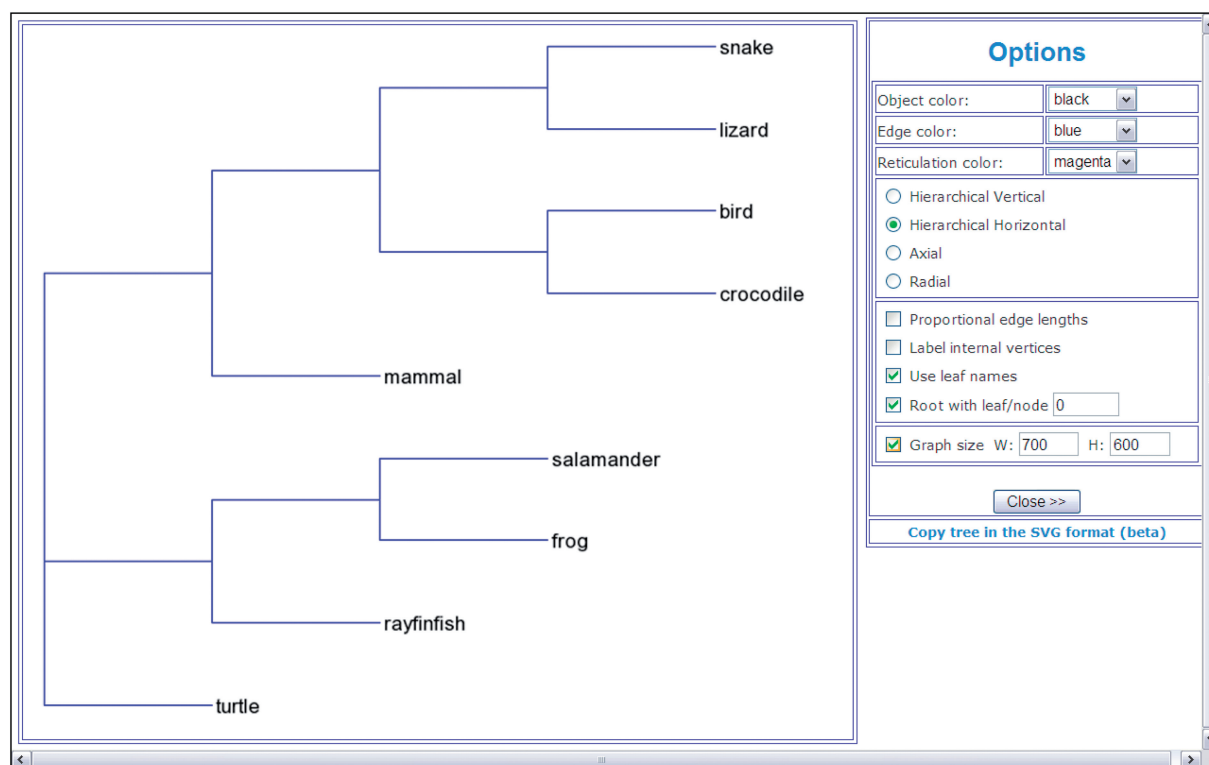 snake
lizard
bird
crocodile
mammal
salamander
frog
rayfinfish
turtle
Options
Object color: black
Edge color: blue
Reticulation color: magenta
Hierarchical Vertical
Hierarchical Horizontal
Axial
Radial
Proportional edge lengths
Label internal vertices
Use leaf names
Root with leaf/node 0
Graph size W: 700 H: 600
Close >>
Copy tree in the SVG format (beta)